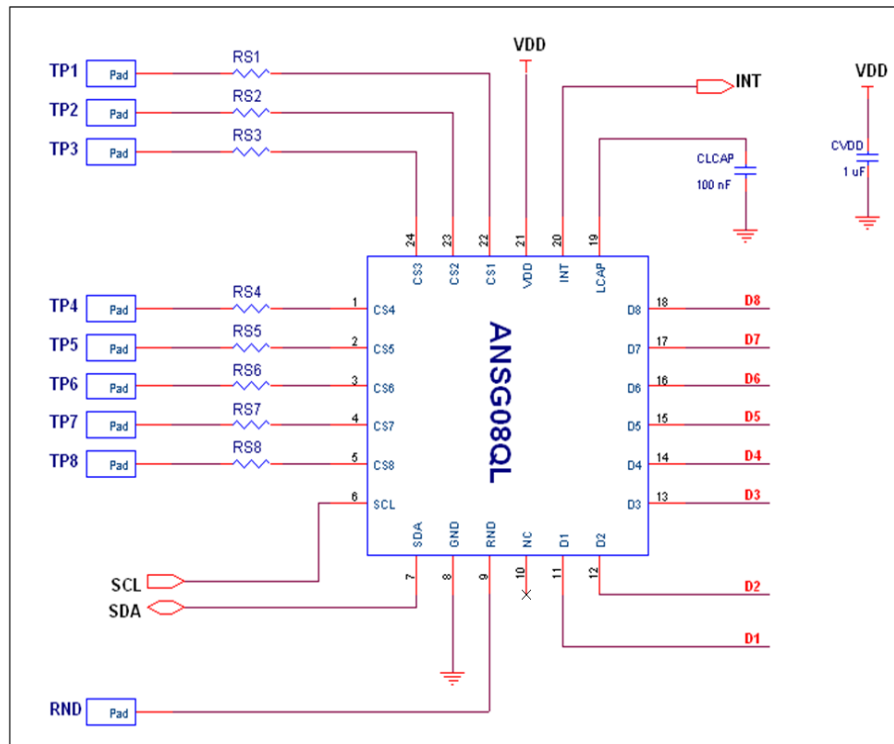 VDD
RS1
TP1 Pad
INT
VDD
RS2
TP2 Pad
RS3
TP3 Pad
CLCAP
100 nF
CVDD
1 uF
24 23 22 21 20 19
CS3 CS2 CS1 VDD INT LCAP
RS4
TP4 Pad 1 CS4 D8 18 D8
RS5
TP5 Pad 2 CS5 D7 17 D7
RS6
TP6 Pad 3 CS6 D6 16 D6
RS7
TP7 Pad 4 CS7 D5 15 D5
RS8
TP8 Pad 5 CS8 D4 14 D4
ANSG08QL
6 SCL D3 13 D3
SDA GND RND NC D1 D2
7 8 9 10 11 12
SCL
D2
SDA
D1
RND Pad